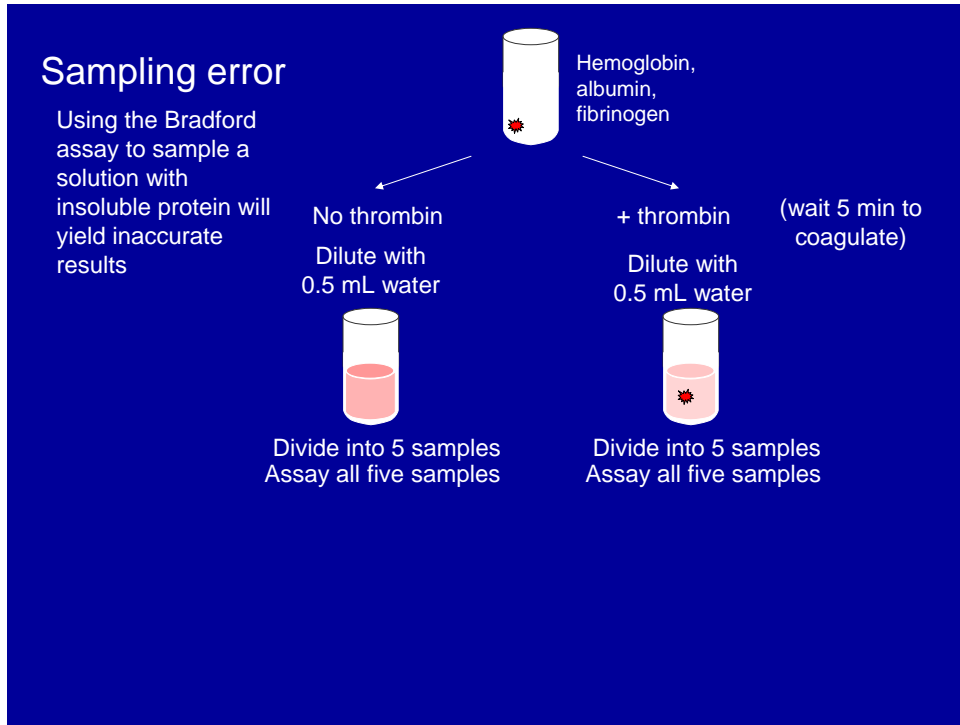 Sampling error
Using the Bradford
assay to sample a
solution with
insoluble protein will
yield inaccurate
results
Hemoglobin,
albumin,
fibrinogen
No thrombin
Dilute with
0.5 mL water
Divide into 5 samples
Assay all five samples
+ thrombin
(wait 5 min to
coagulate)
Dilute with
0.5 mL water
Divide into 5 samples
Assay all five samples